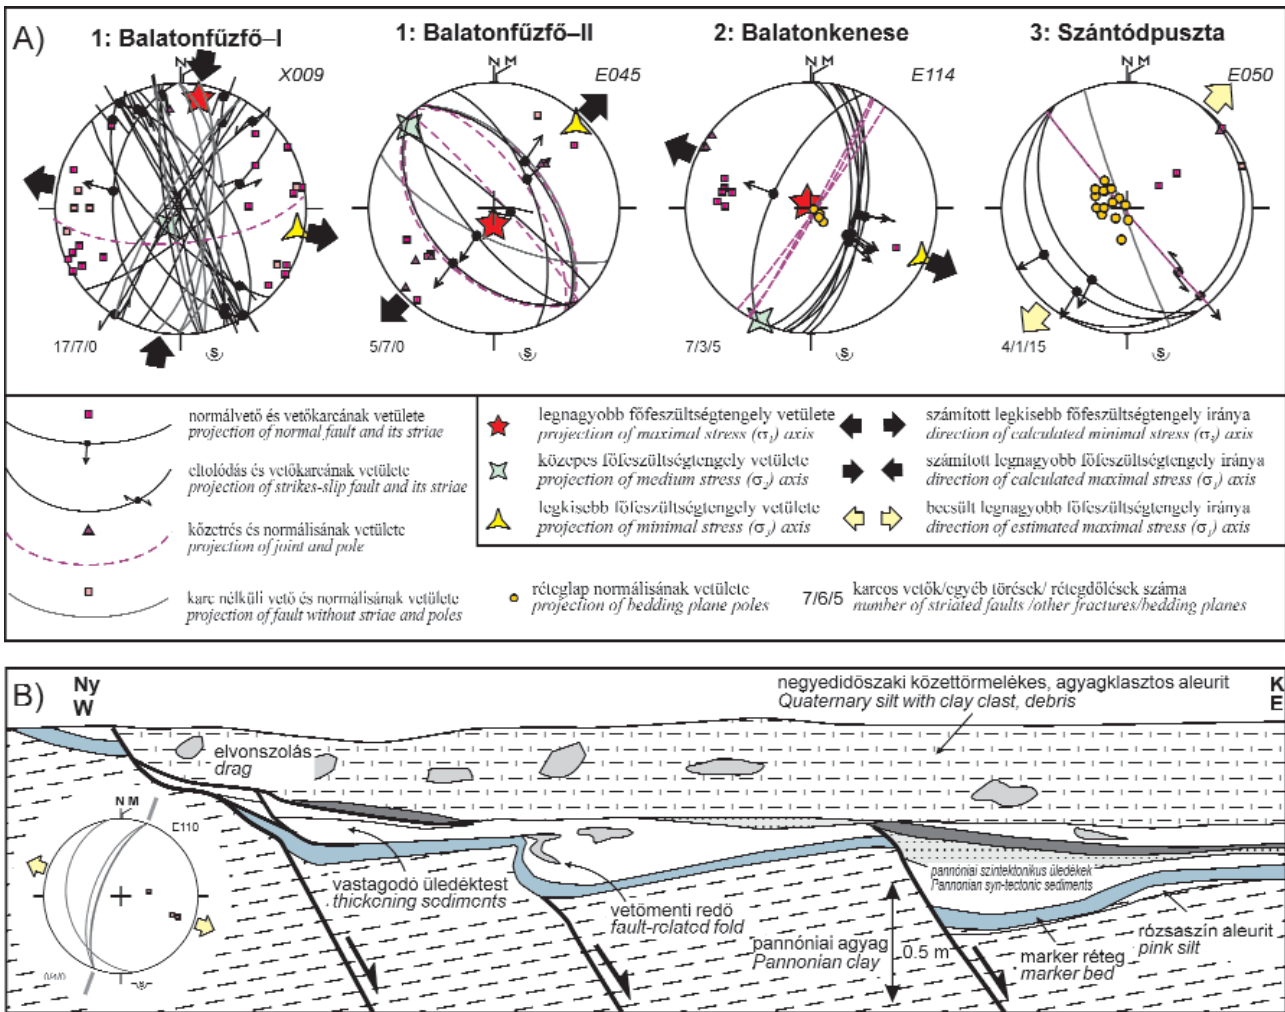 A)
1: Balatonfűzfő–I
1: Balatonfűzfő–II
2: Balatonkenese
3: Szántódpuszta
N M
X009
N M
E045
N M
E114
N M
E050
17/7/0
S
5/7/0
S
7/3/5
S
4/1/15
S
normálvető és vetőkarcának vetülete
projection of normal fault and its striae
eltolódás és vetőkarcának vetülete
projection of strikes-slip fault and its striae
kőzetrés és normálisának vetülete
projection of joint and pole
karc nélküli vető és normálisának vetülete
projection of fault without striae and poles
legnagyobb főfeszültségtengely vetülete
projection of maximal stress (σ₁) axis
közepes főfeszültségtengely vetülete
projection of medium stress (σ₂) axis
legkisebb főfeszültségtengely vetülete
projection of minimal stress (σ₃) axis
számított legkisebb főfeszültségtengely iránya
direction of calculated minimal stress (σ₃) axis
számított legnagyobb főfeszültségtengely iránya
direction of calculated maximal stress (σ₁) axis
becsült legnagyobb főfeszültségtengely iránya
direction of estimated maximal stress (σ₁) axis
réteglap normálisának vetülete
projection of bedding plane poles
7/6/5
karcos vetők/egyéb törések/ rétegdőlések száma
number of striated faults /other fractures/bedding planes
B)
Ny
W
negyedidőszaki közettörmelékes, agyagklasztos aleurit
Quaternary silt with clay clast, debris
K
E
elvonszolás
drag
N M
E110
S
vastagodó üledéktest
thickening sediments
vetőmenti redő
fault-related fold
pannóniai agyag
Pannonian clay
0.5 m
pannóniai szintektonikus üledékek
Pannonian syn-tectonic sediments
marker réteg
marker bed
rózsaszín aleurit
pink silt